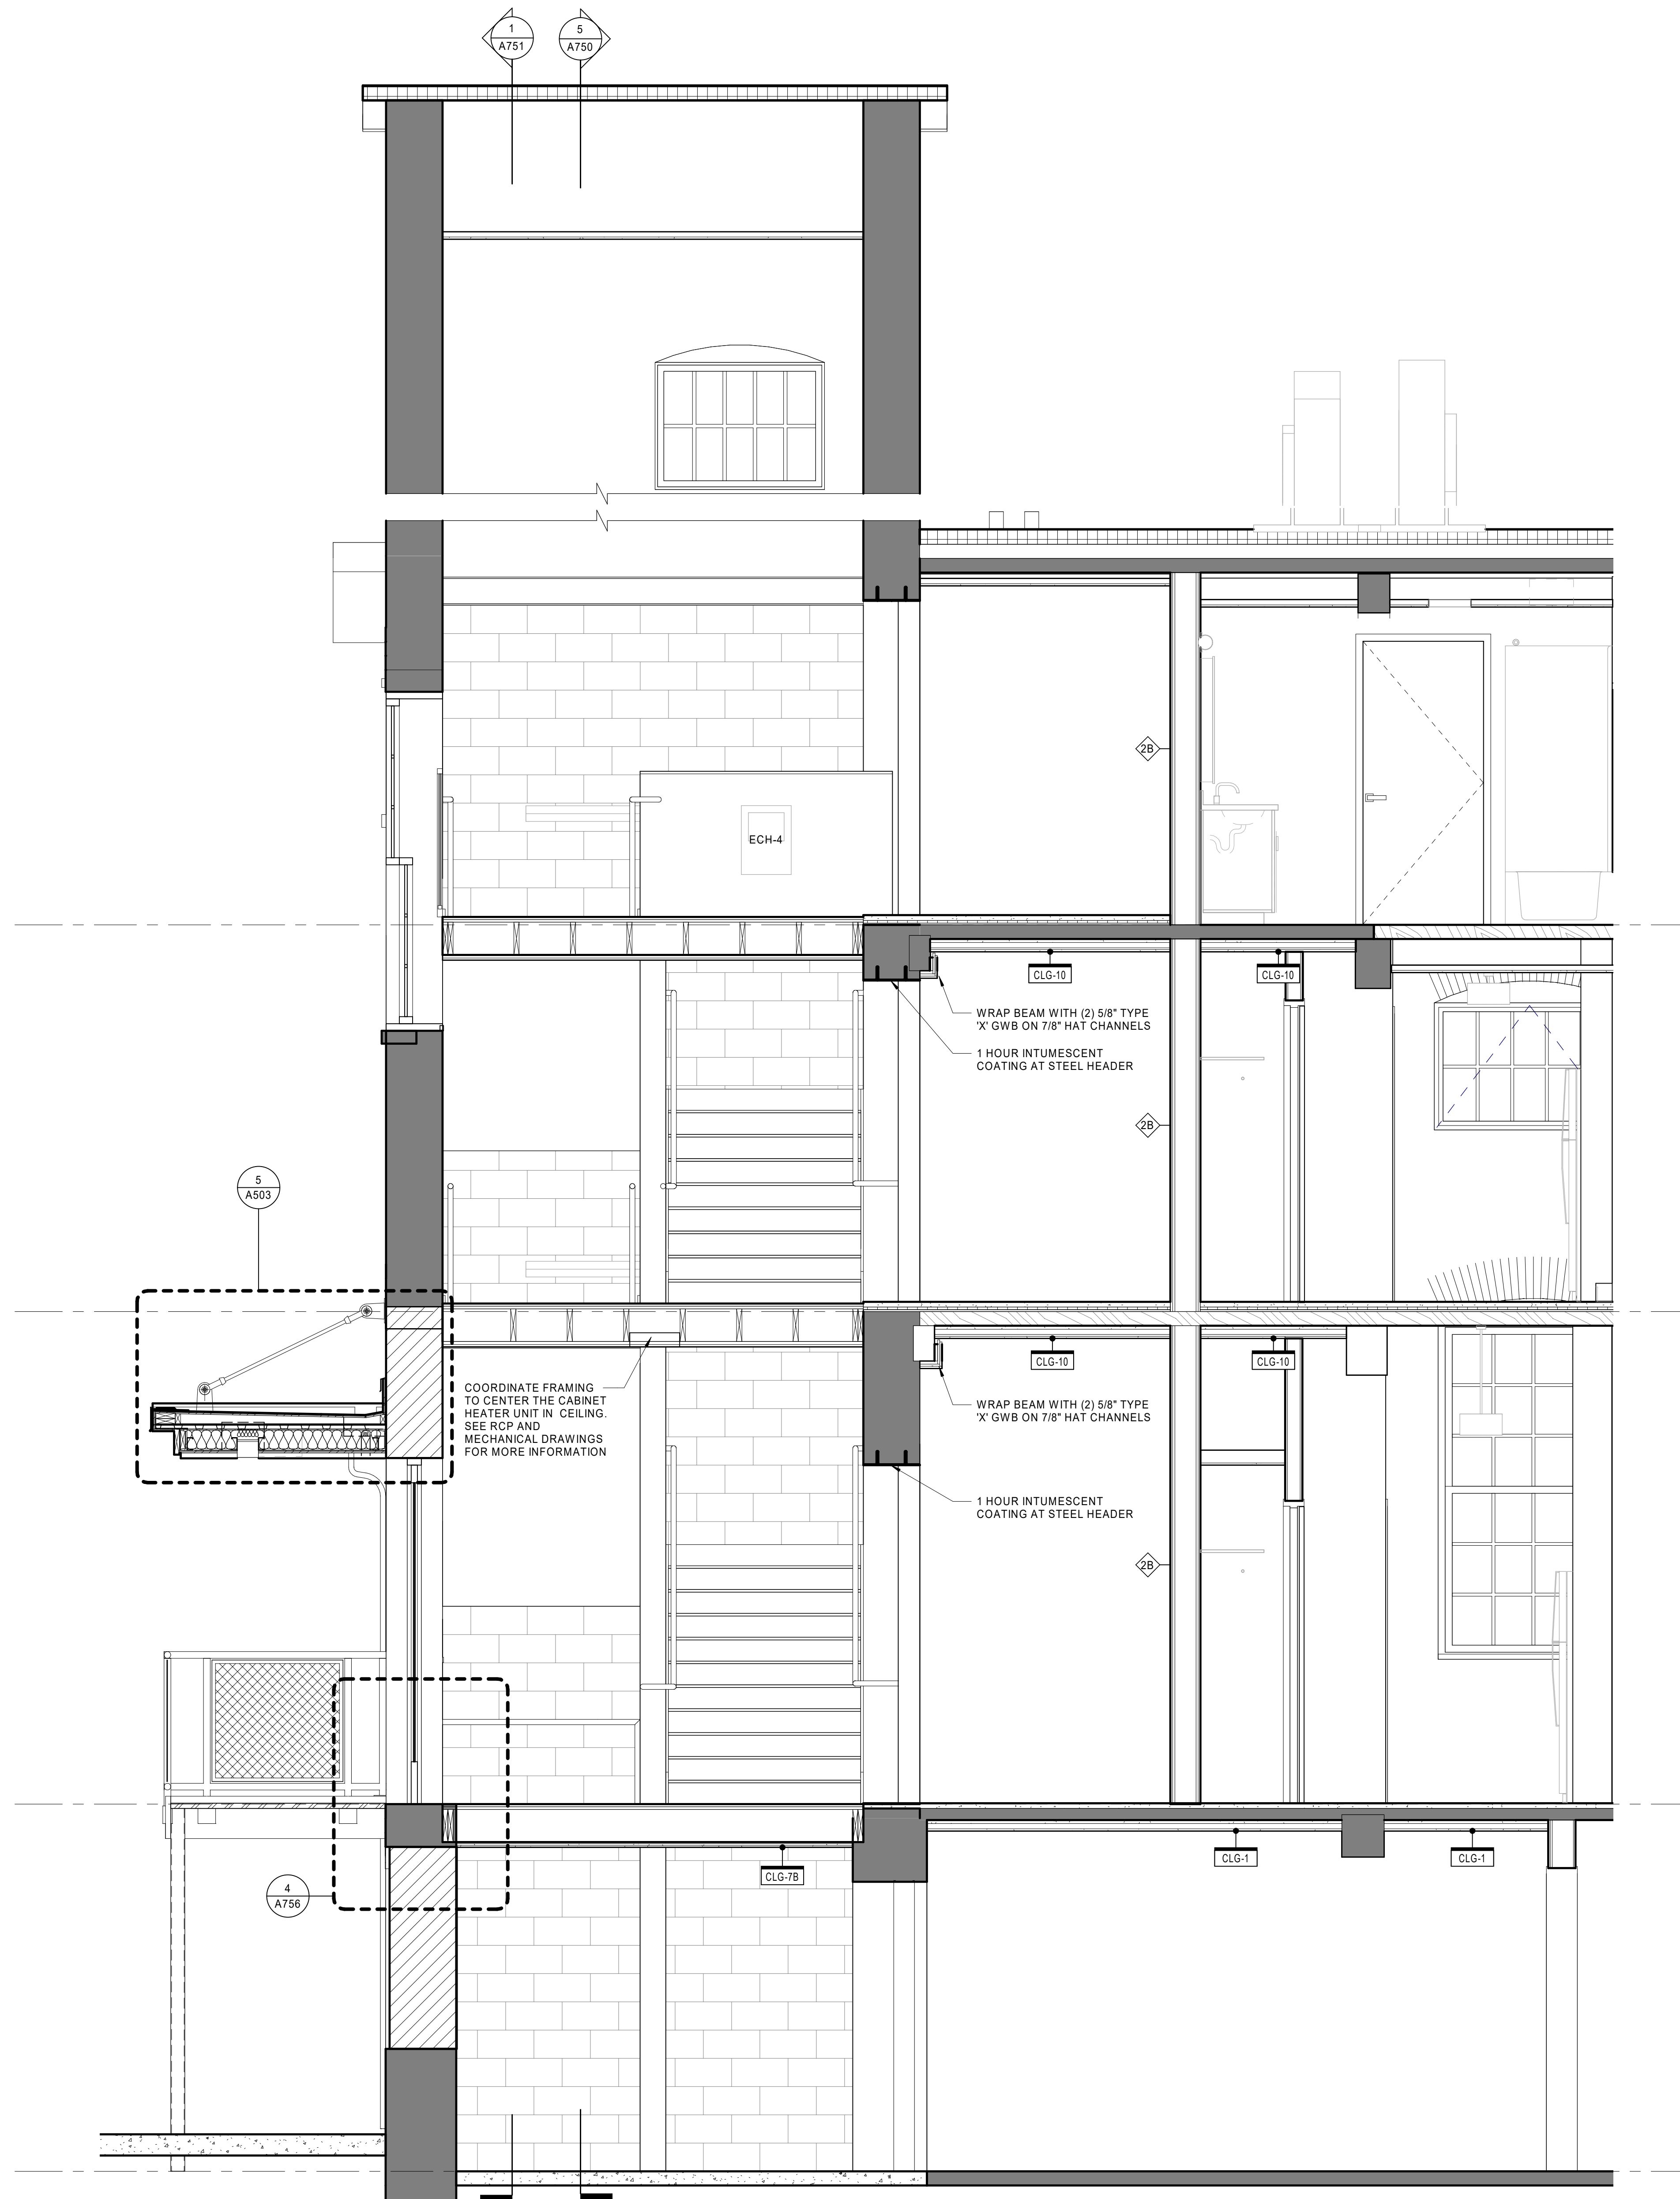 1
A751
5
A750
2B
ECH-4
CLG-10
CLG-10
WRAP BEAM WITH (2) 5/8" TYPE
'X' GWB ON 7/8" HAT CHANNELS
1 HOUR INTUMESCENT
COATING AT STEEL HEADER
2B
5
A503
CLG-10
CLG-10
COORDINATE FRAMING
TO CENTER THE CABINET
HEATER UNIT IN CEILING.
SEE RCP AND
MECHANICAL DRAWINGS
FOR MORE INFORMATION
WRAP BEAM WITH (2) 5/8" TYPE
'X' GWB ON 7/8" HAT CHANNELS
1 HOUR INTUMESCENT
COATING AT STEEL HEADER
2B
CLG-7B
CLG-1
CLG-1
4
A756